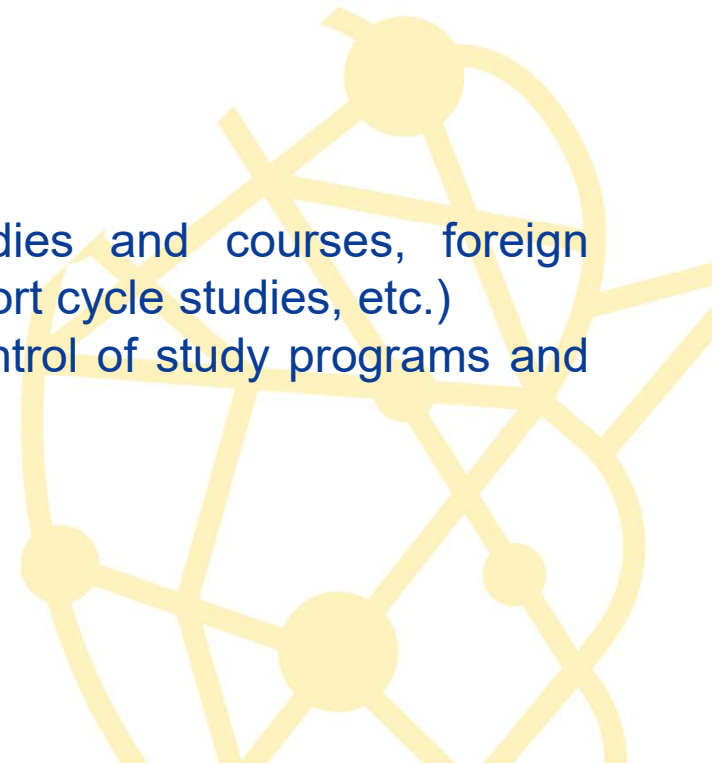 dies and courses, foreign
ort cycle studies, etc.)
ntrol of study programs and